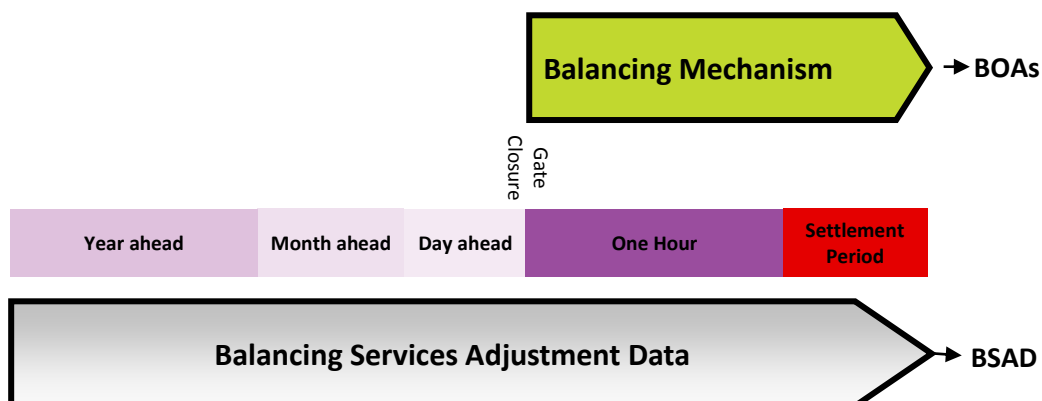 Balancing Mechanism
BOAs
Gate
Closure
Year ahead
Month ahead
Day ahead
One Hour
Settlement
Period
Balancing Services Adjustment Data
BSAD